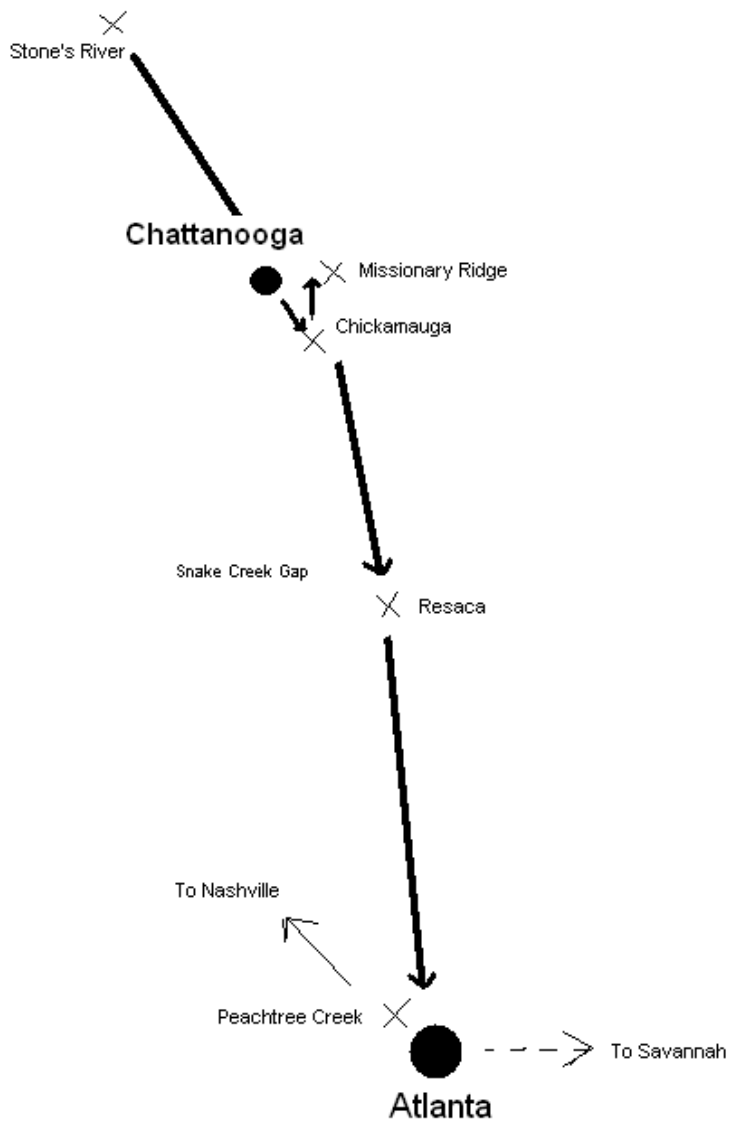 Stone's River
Chattanooga
Missionary Ridge
Chickamauga
Snake Creek Gap
Resaca
To Nashville
Peachtree Creek
To Savannah
Atlanta